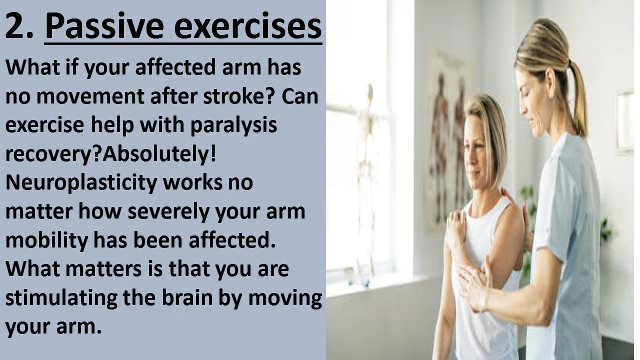 2. Passive exercises
What if your affected arm has
no movement after stroke? Can
exercise help with paralysis
recovery?Absolutely!
Neuroplasticity works no
matter how severely your arm
mobility has been affected.
What matters is that you are
stimulating the brain by moving
your arm.